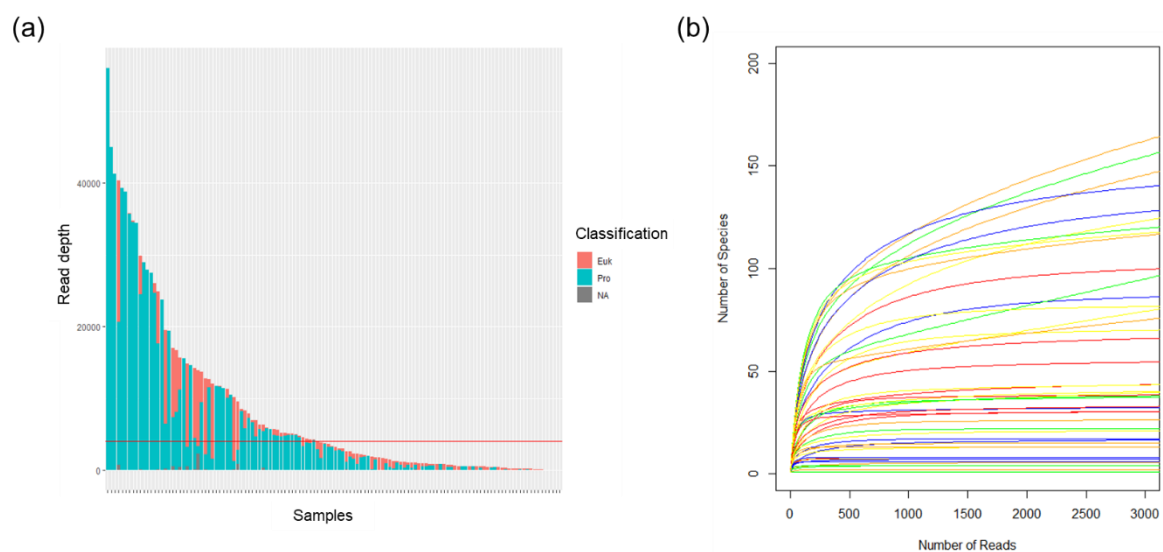 (a)
Read depth
40000
20000
0
Samples
Classification
Euk
Pro
NA
(b)
Number of Species
200
150
100
50
0
0 500 1000 1500 2000 2500 3000
Number of Reads